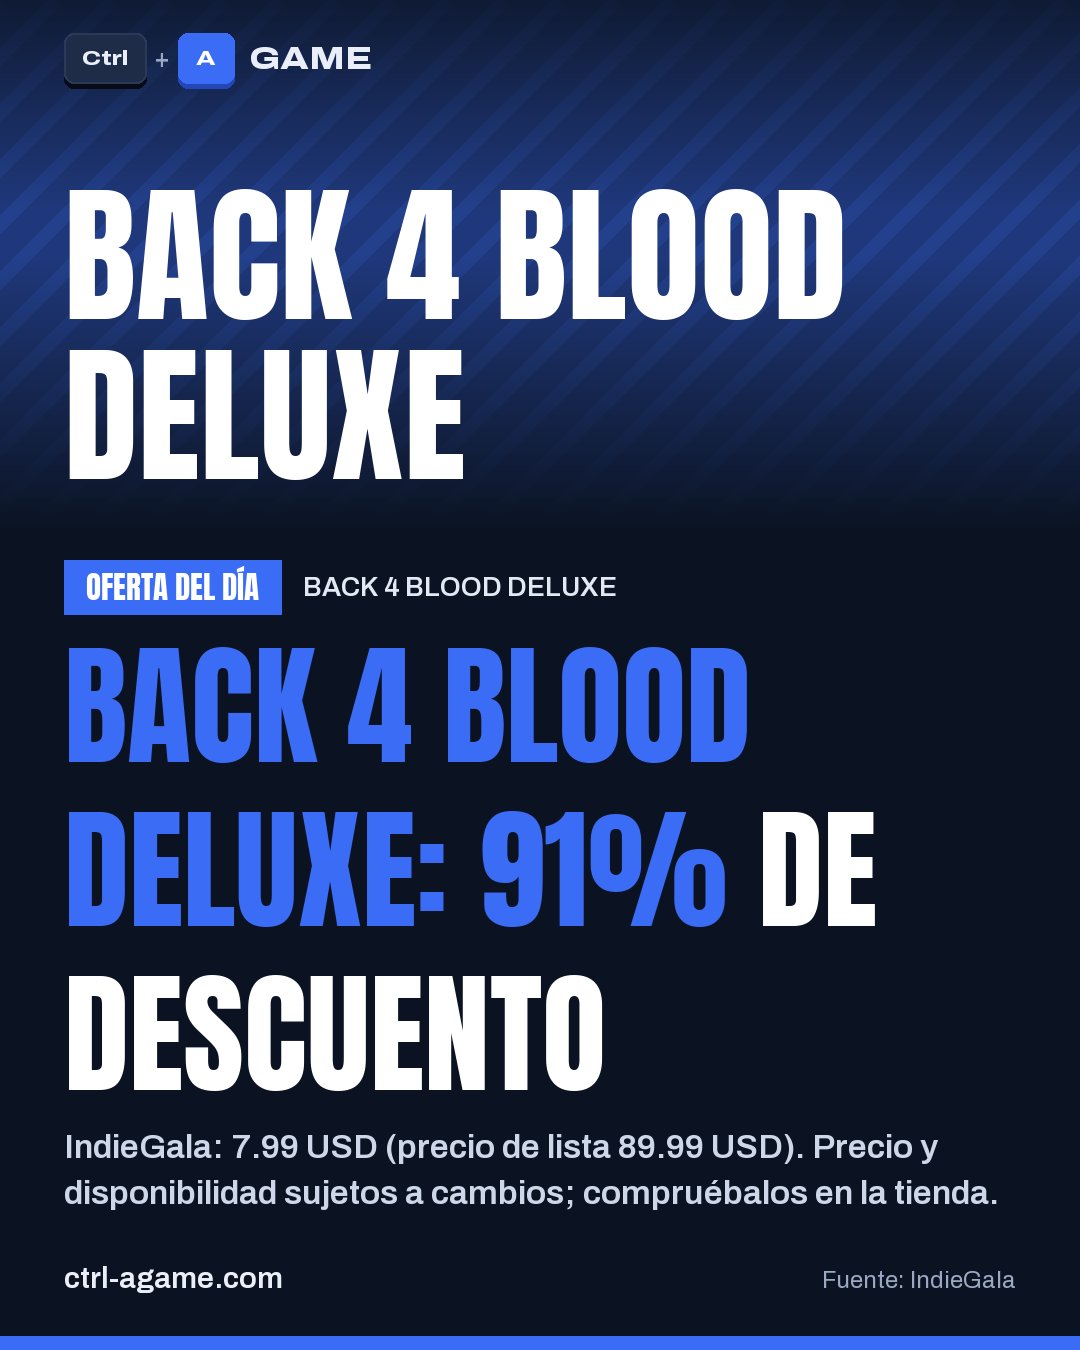 Ctrl + A GAME
BACK 4 BLOOD
DELUXE
OFERTA DEL DÍA BACK 4 BLOOD DELUXE
BACK 4 BLOOD
DELUXE: 91% DE
DESCUENTO
IndieGala: 7.99 USD (precio de lista 89.99 USD). Precio y
disponibilidad sujetos a cambios; compruébalos en la tienda.
ctrl-agame.com Fuente: IndieGala